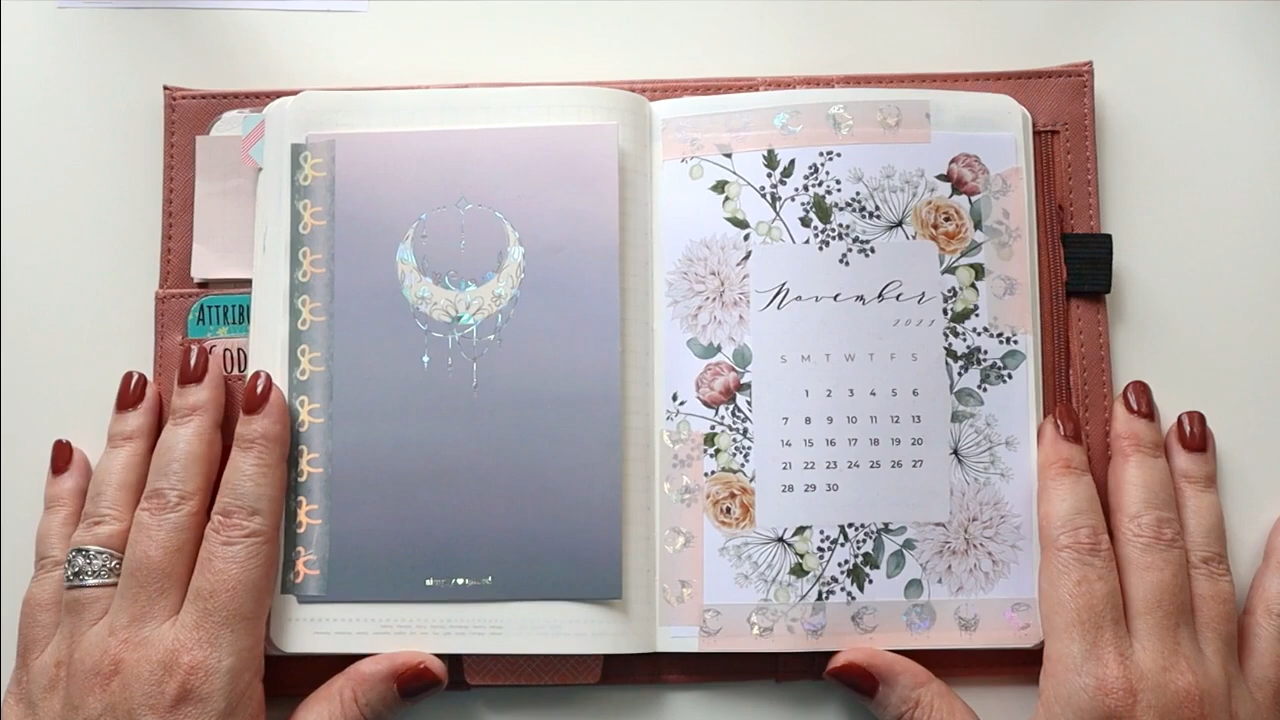 ATTRIBU
COD
November
2021
S M T W T F S
1 2 3 4 5 6
7 8 9 10 11 12 13
14 15 16 17 18 19 20
21 22 23 24 25 26 27
28 29 30